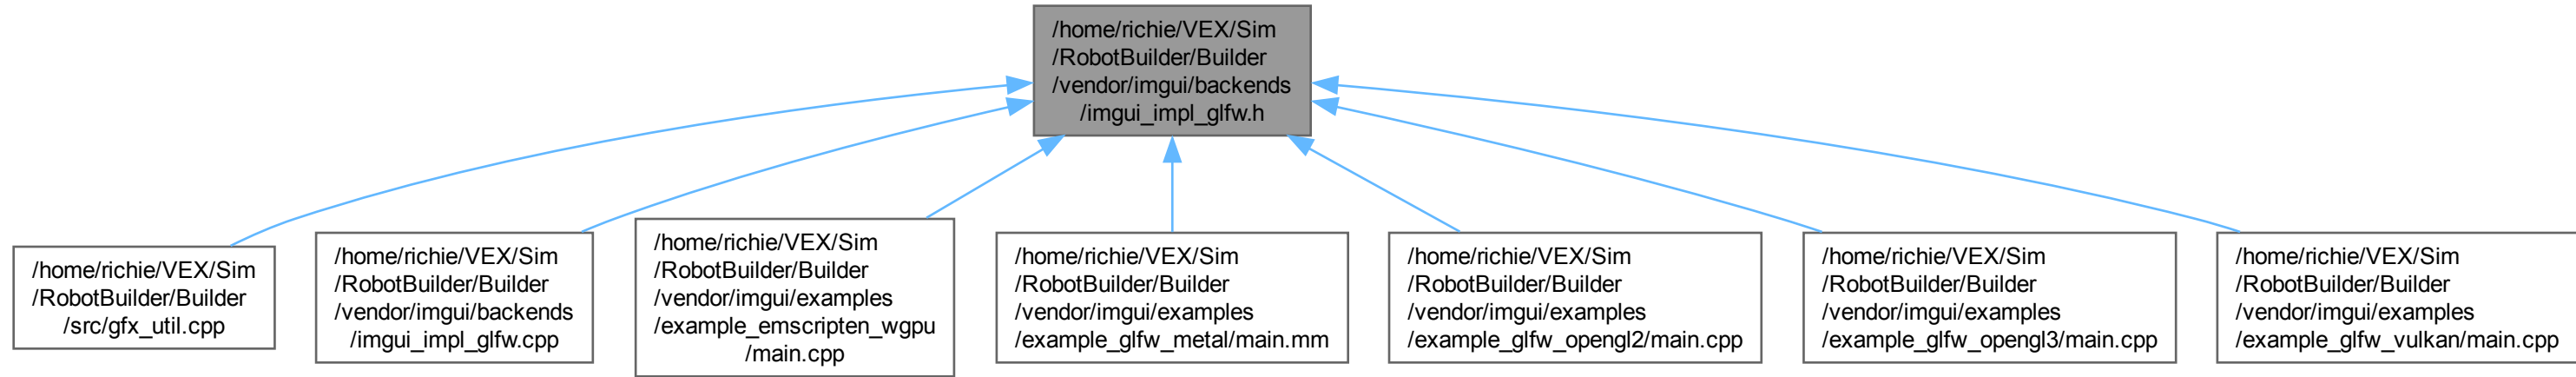 /home/richie/VEX/Sim
/RobotBuilder/Builder
/vendor/imgui/backends
/imgui_impl_glfw.h
/home/richie/VEX/Sim
/RobotBuilder/Builder
/src/gfx_util.cpp
/home/richie/VEX/Sim
/RobotBuilder/Builder
/vendor/imgui/backends
/imgui_impl_glfw.cpp
/home/richie/VEX/Sim
/RobotBuilder/Builder
/vendor/imgui/examples
/example_emscripten_wgpu
/main.cpp
/home/richie/VEX/Sim
/RobotBuilder/Builder
/vendor/imgui/examples
/example_glfw_metal/main.mm
/home/richie/VEX/Sim
/RobotBuilder/Builder
/vendor/imgui/examples
/example_glfw_opengl2/main.cpp
/home/richie/VEX/Sim
/RobotBuilder/Builder
/vendor/imgui/examples
/example_glfw_opengl3/main.cpp
/home/richie/VEX/Sim
/RobotBuilder/Builder
/vendor/imgui/examples
/example_glfw_vulkan/main.cpp